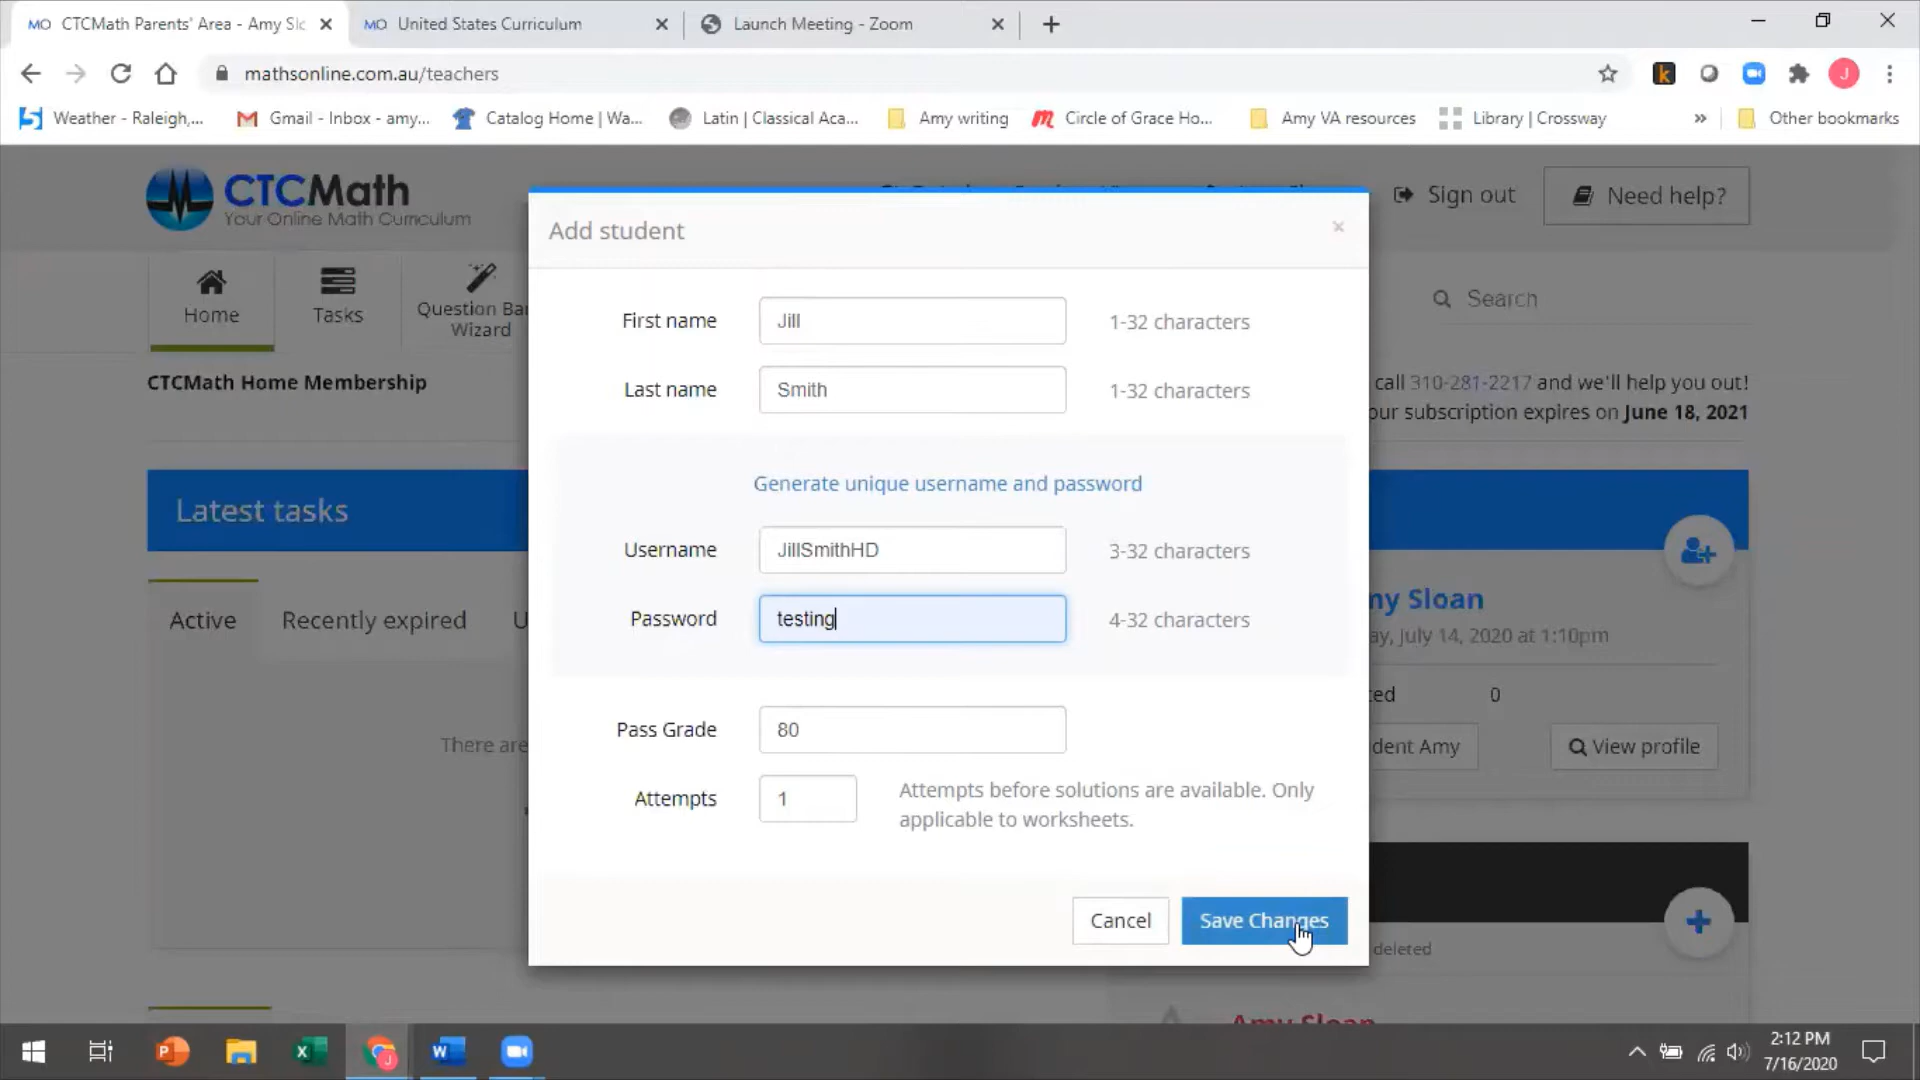 CTCMath Parents' Area - Amy Slo
United States Curriculum
Launch Meeting - Zoom
mathsonline.com.au/teachers
Weather - Raleigh,...
Gmail - Inbox - amy...
Catalog Home | Wa...
Latin | Classical Aca...
Amy writing
Circle of Grace Ho...
Amy VA resources
Library | Crossway
Other bookmarks
CTCMath
Your Online Math Curriculum
Sign out
Need help?
Home
Tasks
Question Ba
Wizard
Search
CTCMath Home Membership
call 310-281-2217 and we'll help you out!
our subscription expires on June 18, 2021
Latest tasks
Active
Recently expired
U
There are
my Sloan
ay, July 14, 2020 at 1:10pm
ted 0
dent Amy
View profile
deleted
Amy Sloan
Add student
First name
Jill
1-32 characters
Last name
Smith
1-32 characters
Generate unique username and password
Username
JillSmithHD
3-32 characters
Password
testing
4-32 characters
Pass Grade
80
Attempts
1
Attempts before solutions are available. Only
applicable to worksheets.
Cancel
Save Changes
2:12 PM
7/16/2020